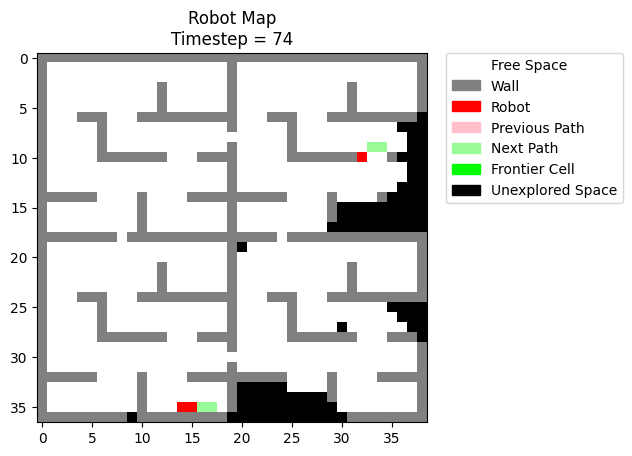 Robot Map
Timestep = 74
0
5
10
15
20
25
30
35
0
5
10
15
20
25
30
35
Free Space
Wall
Robot
Previous Path
Next Path
Frontier Cell
Unexplored Space